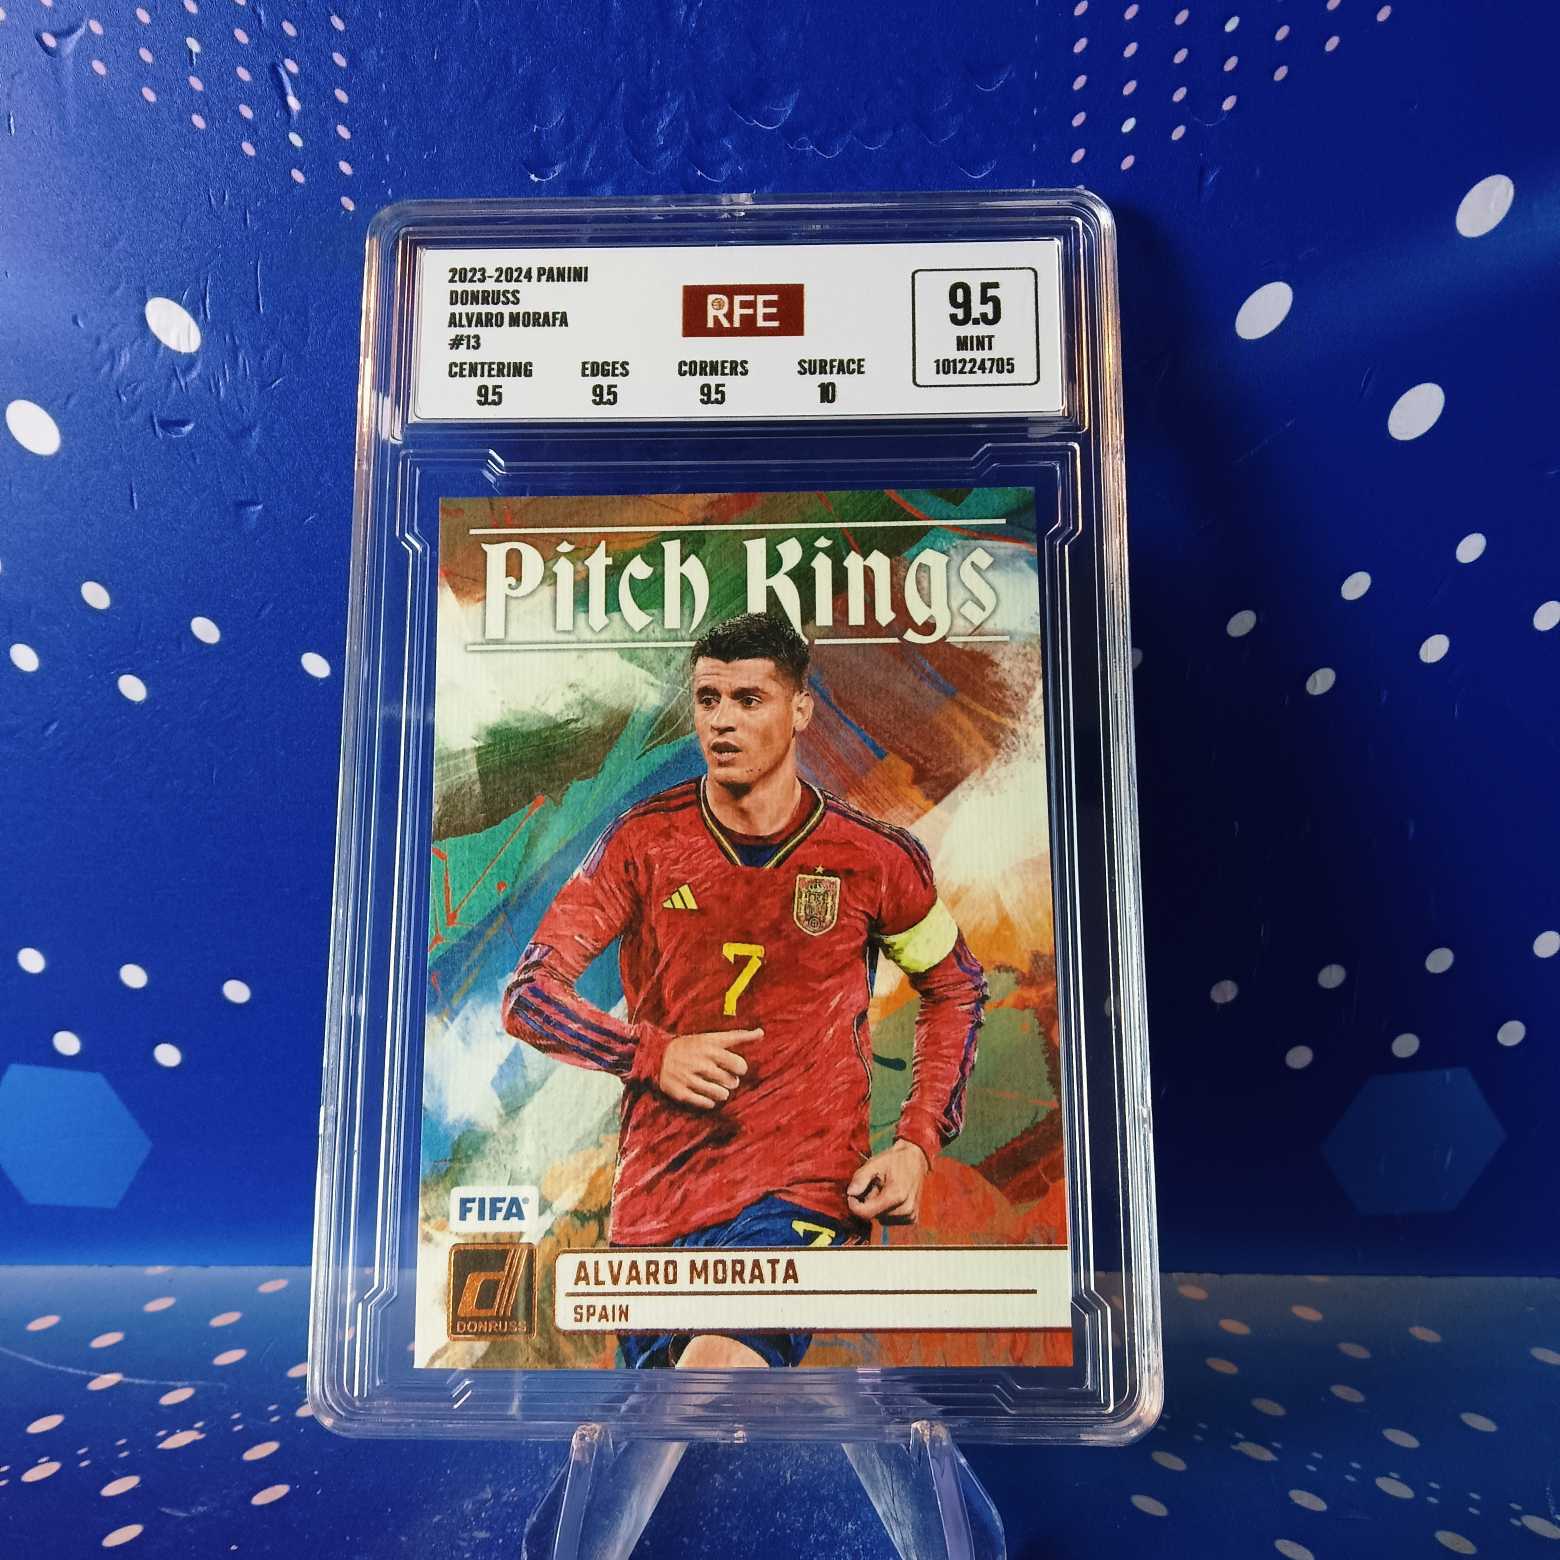 2023-2024 PANINI
DONRUSS
ALVARO MORAFA
#13
RFE
9.5
MINT
101224705
CENTERING EDGES CORNERS SURFACE
9.5 9.5 9.5 10
Pitch Kings
7
7
FIFA
DONRUSS
ALVARO MORATA
SPAIN